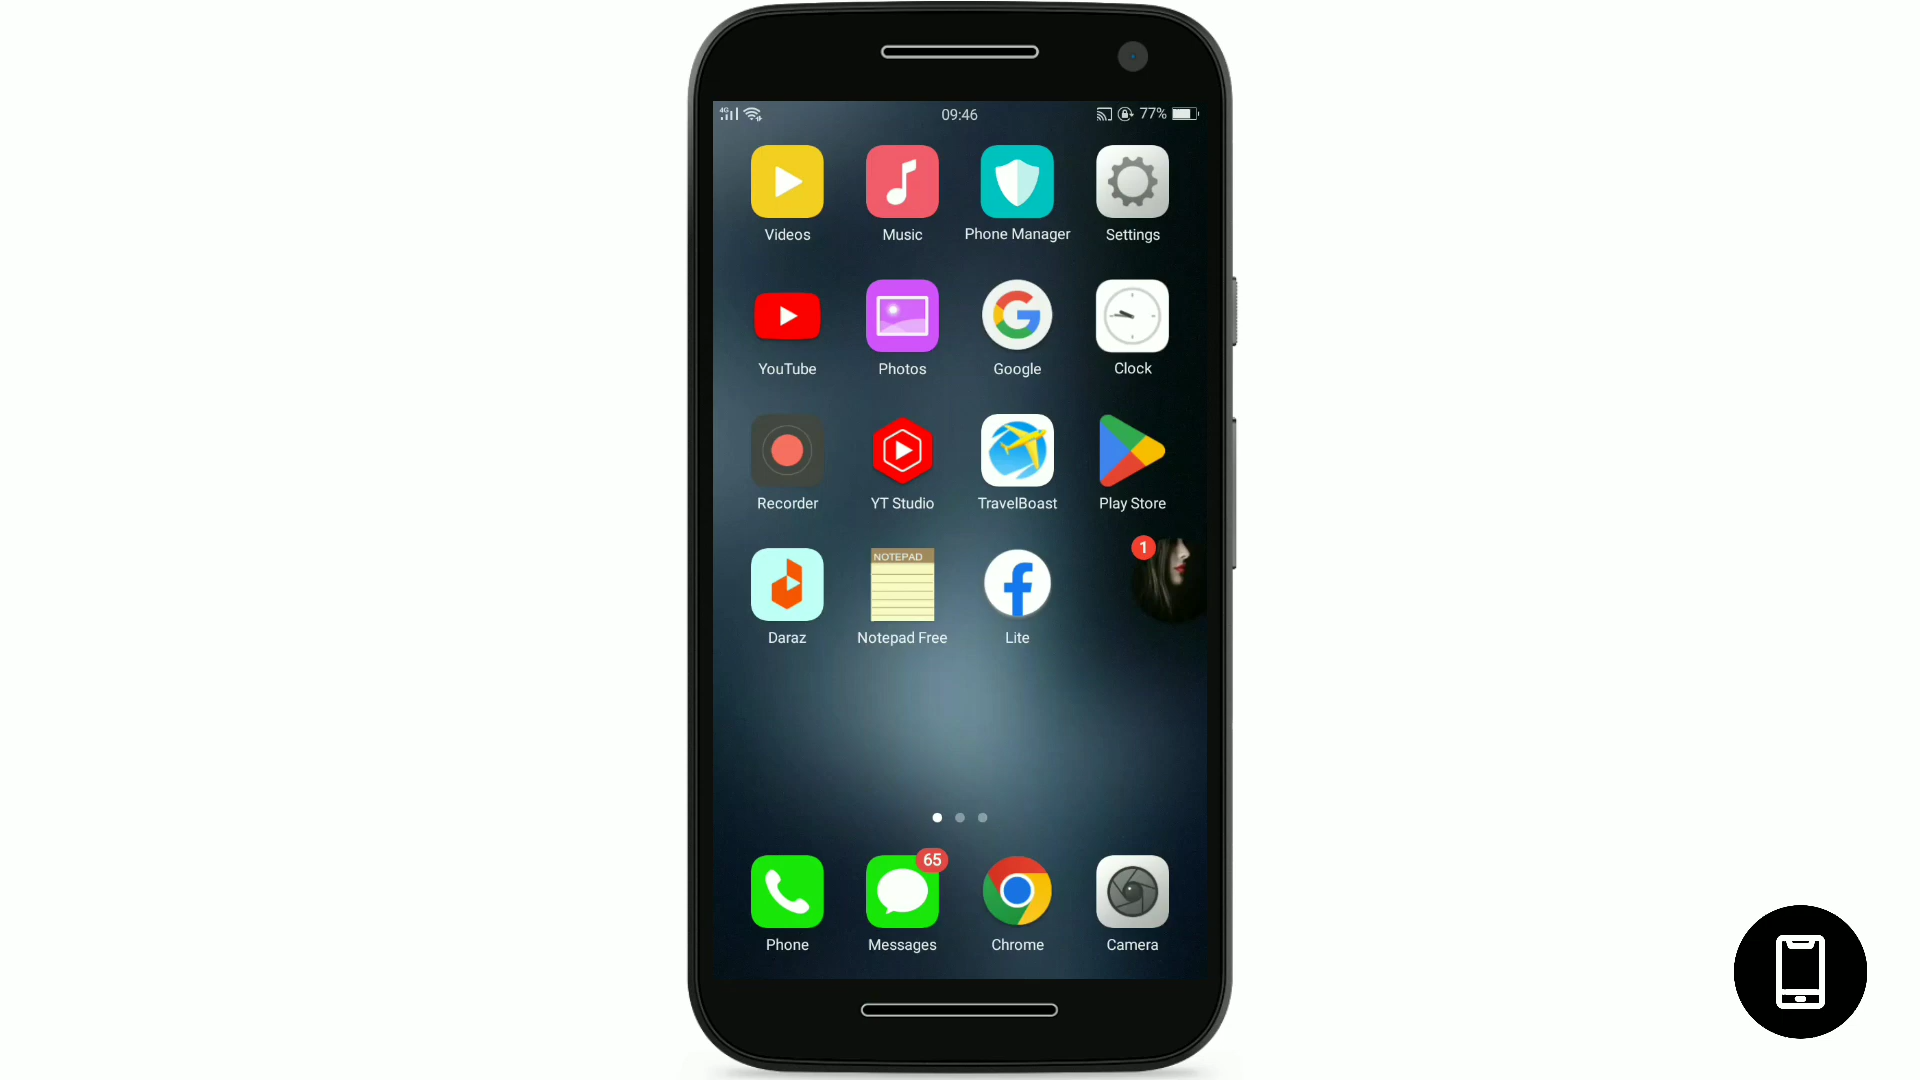 4G 09:46 77%
Videos Music Phone Manager Settings
YouTube Photos Google Clock
Recorder YT Studio TravelBoast Play Store
1
NOTEPAD
Daraz Notepad Free Lite
65
Phone Messages Chrome Camera